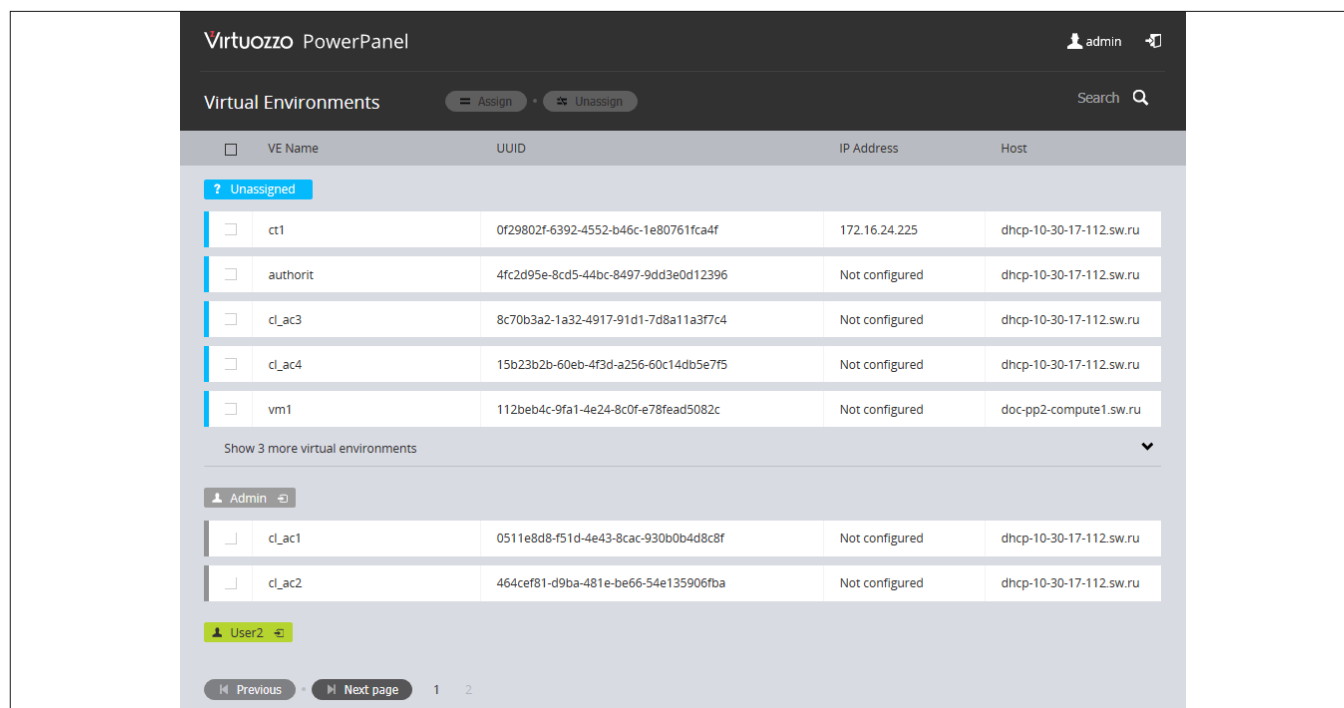 Virtuozzo PowerPanel admin
Virtual Environments Assign Unassign Search
VE Name UUID IP Address Host
? Unassigned
ct1 0f29802f-6392-4552-b46c-1e80761fca4f 172.16.24.225 dhcp-10-30-17-112.sw.ru
authorit 4fc2d95e-8cd5-44bc-8497-9dd3e0d12396 Not configured dhcp-10-30-17-112.sw.ru
cl_ac3 8c70b3a2-1a32-4917-91d1-7d8a11a3f7c4 Not configured dhcp-10-30-17-112.sw.ru
cl_ac4 15b23b2b-60eb-4f3d-a256-60c14db5e7f5 Not configured dhcp-10-30-17-112.sw.ru
vm1 112beb4c-9fa1-4e24-8c0f-e78fead5082c Not configured doc-pp2-compute1.sw.ru
Show 3 more virtual environments
Admin
cl_ac1 0511e8d8-f51d-4e43-8cac-930b0b4d8c8f Not configured dhcp-10-30-17-112.sw.ru
cl_ac2 464cef81-d9ba-481e-be66-54e135906fba Not configured dhcp-10-30-17-112.sw.ru
User2
Previous Next page 1 2